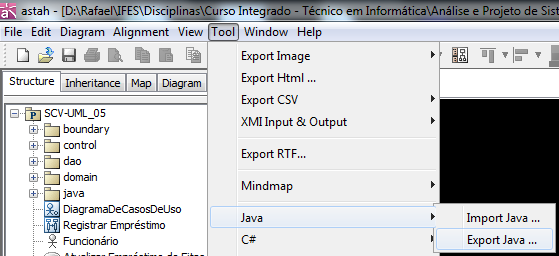 astah - [D:\Rafael\IFES\Disciplinas\Curso Integrado - Técnico em Informática\Análise e Projeto de Sist
File Edit Diagram Alignment View Tool Window Help
Structure Inheritance Map Diagram
SCV-UML_05
boundary
control
dao
domain
java
DiagramaDeCasosDeUso
Registrar Empréstimo
Funcionário
Export Image
Export Html ...
Export CSV
XMI Input & Output
Export RTF...
Mindmap
Java
C#
Import Java ...
Export Java ...